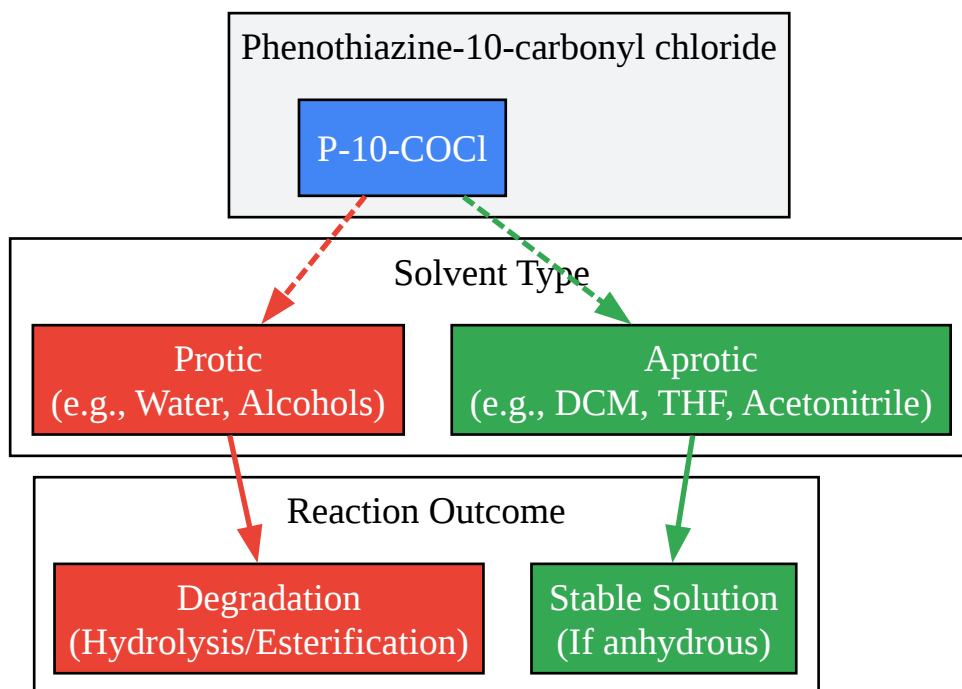 Phenothiazine-10-carbonyl chloride
P-10-COCl
Solvent Type
Protic
(e.g., Water, Alcohols)
Aprotic
(e.g., DCM, THF, Acetonitrile)
Reaction Outcome
Degradation
(Hydrolysis/Esterification)
Stable Solution
(If anhydrous)